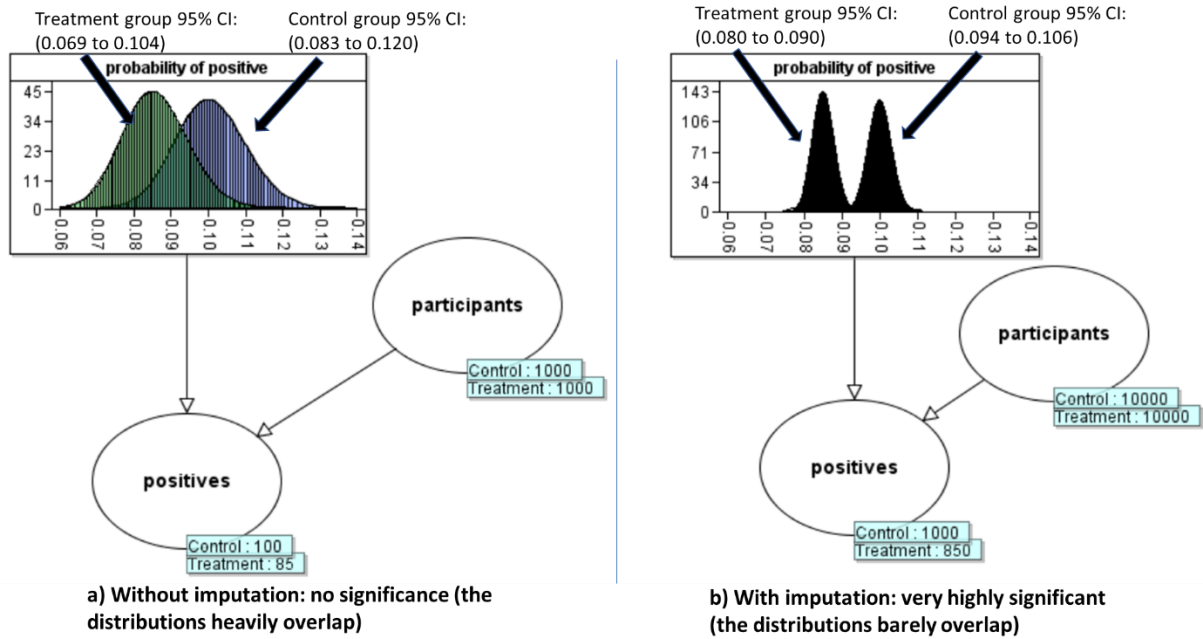 Treatment group 95% CI:
(0.069 to 0.104)
Control group 95% CI:
(0.083 to 0.120)
probability of positive
45
34
23
11
0
0.06
0.07
0.08
0.09
0.10
0.11
0.12
0.13
0.14
participants
Control : 1000
Treatment : 1000
positives
Control : 100
Treatment : 85
a) Without imputation: no significance (the
distributions heavily overlap)
Treatment group 95% CI:
(0.080 to 0.090)
Control group 95% CI:
(0.094 to 0.106)
probability of positive
143
106
71
34
0
0.06
0.07
0.08
0.09
0.10
0.11
0.12
0.13
0.14
participants
Control : 10000
Treatment : 10000
positives
Control : 1000
Treatment : 850
b) With imputation: very highly significant
(the distributions barely overlap)